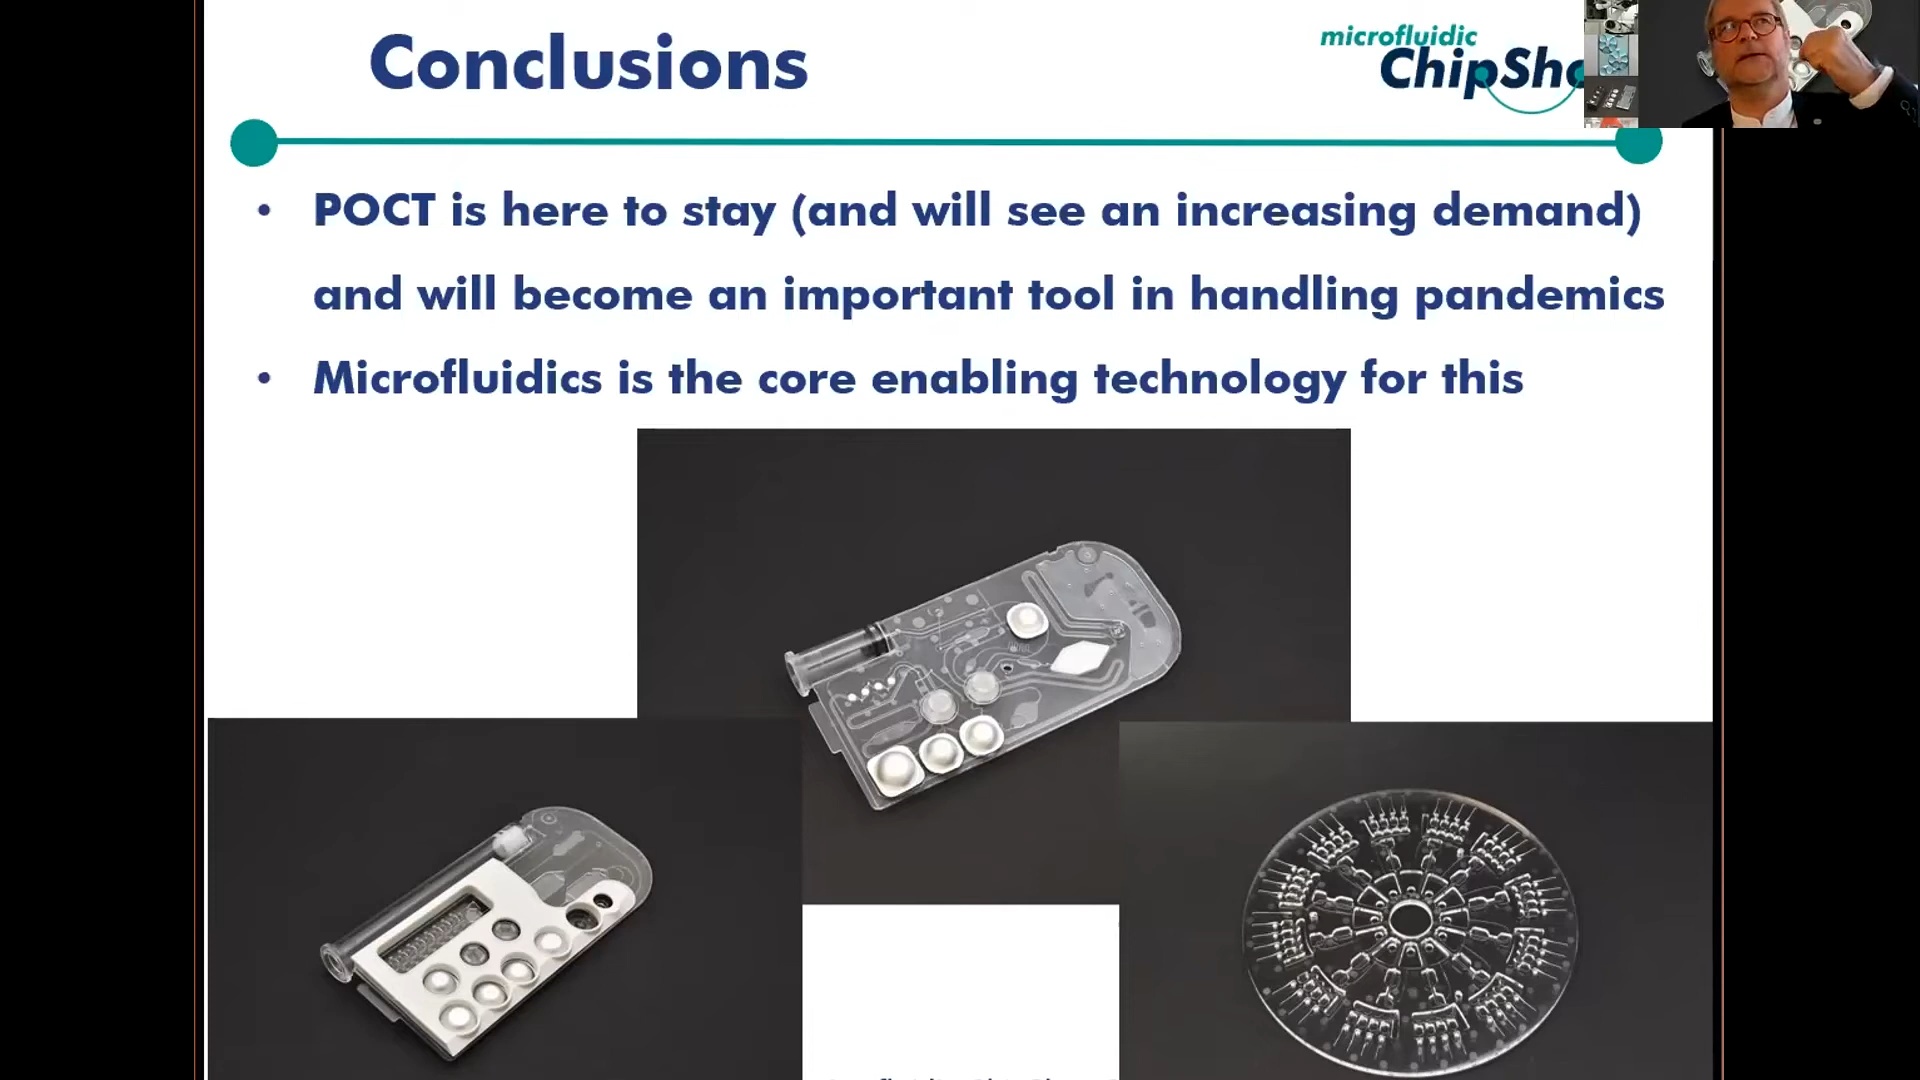 Conclusions
microfluidic
ChipSho
• POCT is here to stay (and will see an increasing demand)
and will become an important tool in handling pandemics
• Microfluidics is the core enabling technology for this